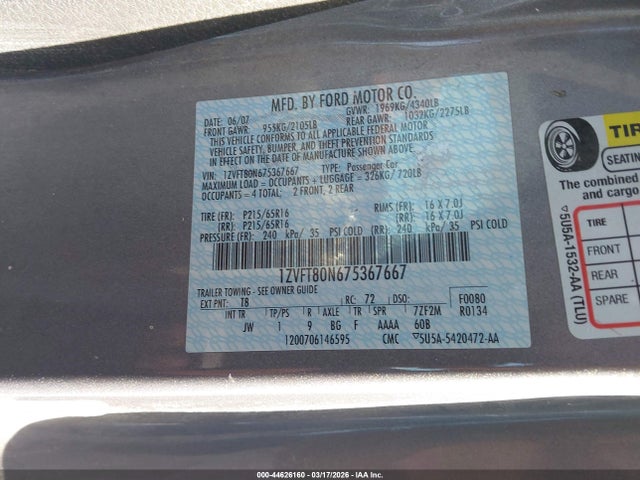 MFD. BY FORD MOTOR CO.
06/07 GVWR: 1969KG/4340LB
FRONT GAWR: 955KG/2105LB REAR GAWR: 1032KG/2275LB
THIS VEHICLE CONFORMS TO ALL APPLICABLE FEDERAL MOTOR
VEHICLE SAFETY, BUMPER, AND THEFT PREVENTION STANDARDS
IN EFFECT ON THE DATE OF MANUFACTURE SHOWN ABOVE.
VIN: 1ZVFT80N675367667 TYPE: Passenger Car
MAXIMUM LOAD = OCCUPANTS + LUGGAGE = 326KG/ 720LB
OCCUPANTS = 4 TOTAL: 2 FRONT, 2 REAR
TIRE (FR): P215/65R16 RIMS (FR): 16 X 7.0J
(RR): P215/65R16 (RR): 16 X 7.0J
PRESSURE (FR): 240 kPa/ 35 PSI COLD (RR): 240 kPa/ 35 PSI COLD
1ZVFT80N675367667
TRAILER TOWING - SEE OWNER GUIDE
EXT PNT: T8 RC: 72 DSO: F0080
INT TR TP/PS R AXLE TR SPR 7ZF2M R0134
JW 1 9 BG F AAAA 60B
1200706146595 CMC ▽5U5A-5420472-AA
TIR
SEATIN
The combined
and cargo
TIRE
FRONT
REAR
SPARE
▽5U5A-1532-AA (TLU)
000-44626160 - 03/17/2026 - IAA Inc.